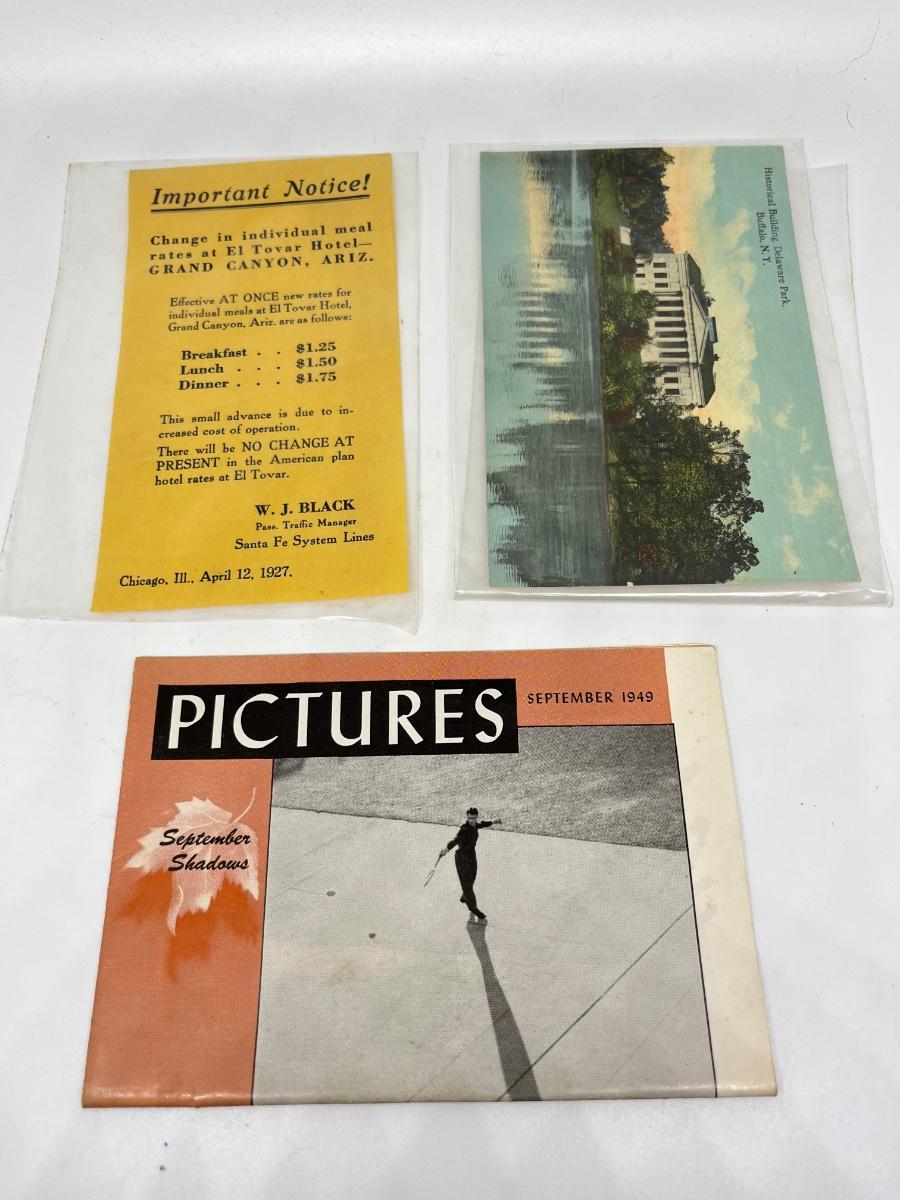 Important Notice!
Change in individual meal
rates at El Tovar Hotel—
GRAND CANYON, ARIZ.
Effective AT ONCE new rates for
individual meals at El Tovar Hotel,
Grand Canyon, Ariz. are as follows:
Breakfast . . $1.25
Lunch . . . $1.50
Dinner . . . $1.75
This small advance is due to in-
creased cost of operation.
There will be NO CHANGE AT
PRESENT in the American plan
hotel rates at El Tovar.
W. J. BLACK
Pass. Traffic Manager
Santa Fe System Lines
Chicago, Ill., April 12, 1927.
Historical Building, Delaware Park,
Buffalo, N. Y.
PICTURES
SEPTEMBER 1949
September
Shadows